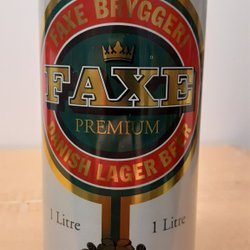 FAXE BRYGGERI
FAXE
PREMIUM
DANISH LAGER BEER
1 Litre
1 Litre